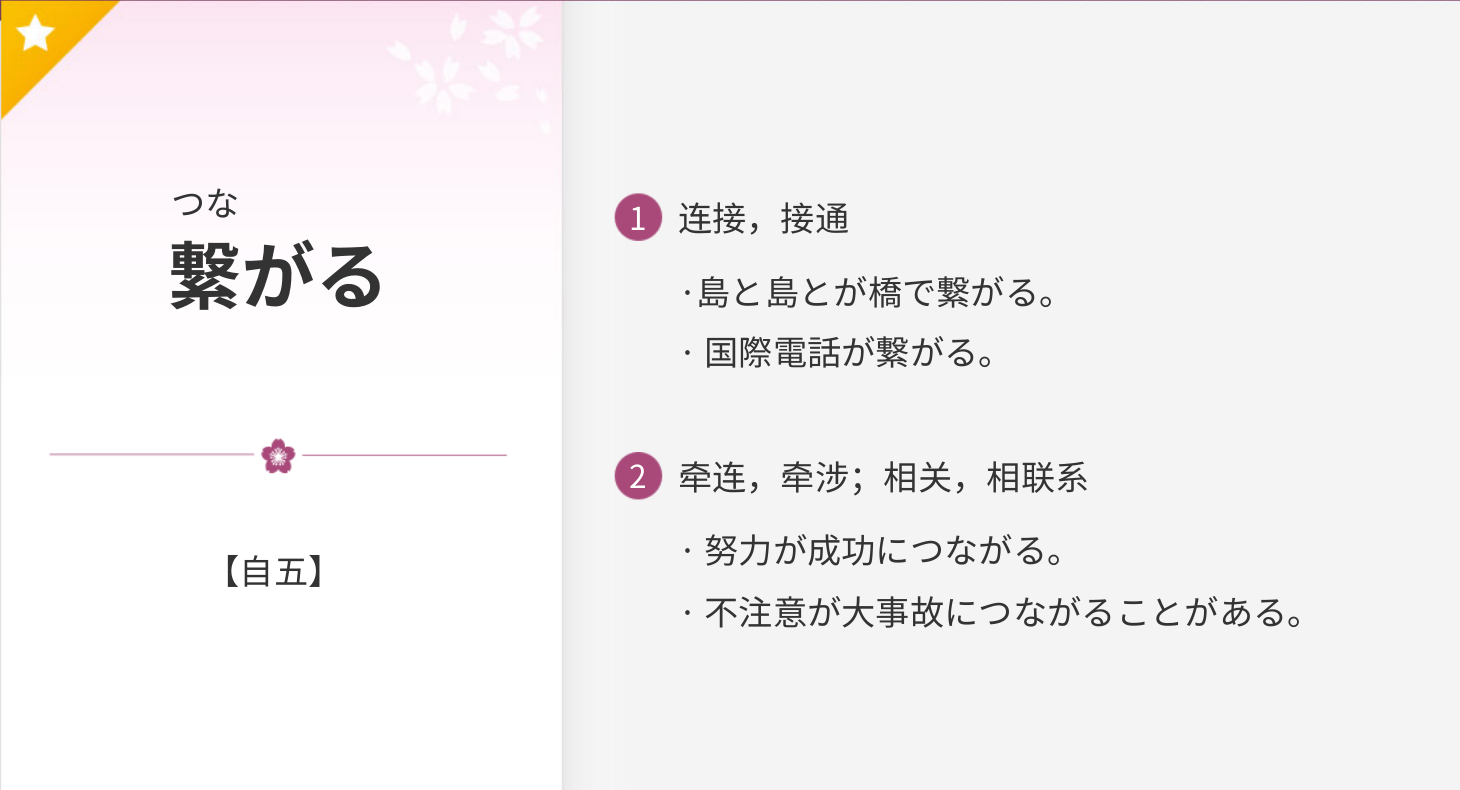 つな
繋がる
【自五】
1 连接，接通
·島と島とが橋で繋がる。
· 国際電話が繋がる。
2 牵连，牵涉；相关，相联系
· 努力が成功につながる。
· 不注意が大事故につながることがある。